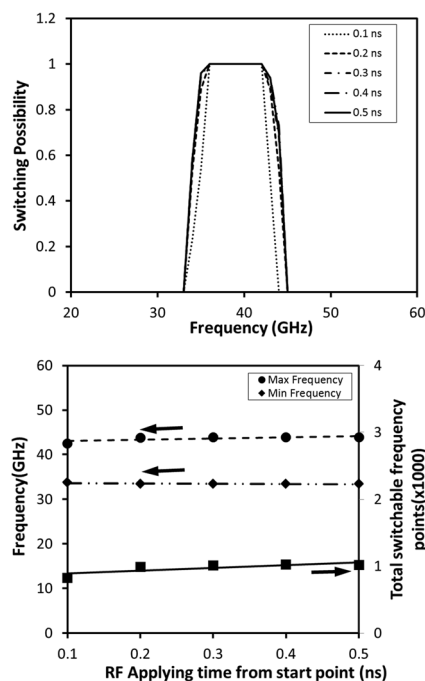 1.2
1
0.8
0.6
0.4
0.2
0
Switching Possibility
0.1 ns
0.2 ns
0.3 ns
0.4 ns
0.5 ns
20 30 40 50 60
Frequency (GHz)
60
50
40
30
20
10
0
Frequency(GHz)
Max Frequency
Min Frequency
4
3
2
1
0
Total switchable frequency
points(x1000)
0.1 0.2 0.3 0.4 0.5
RF Applying time from start point (ns)